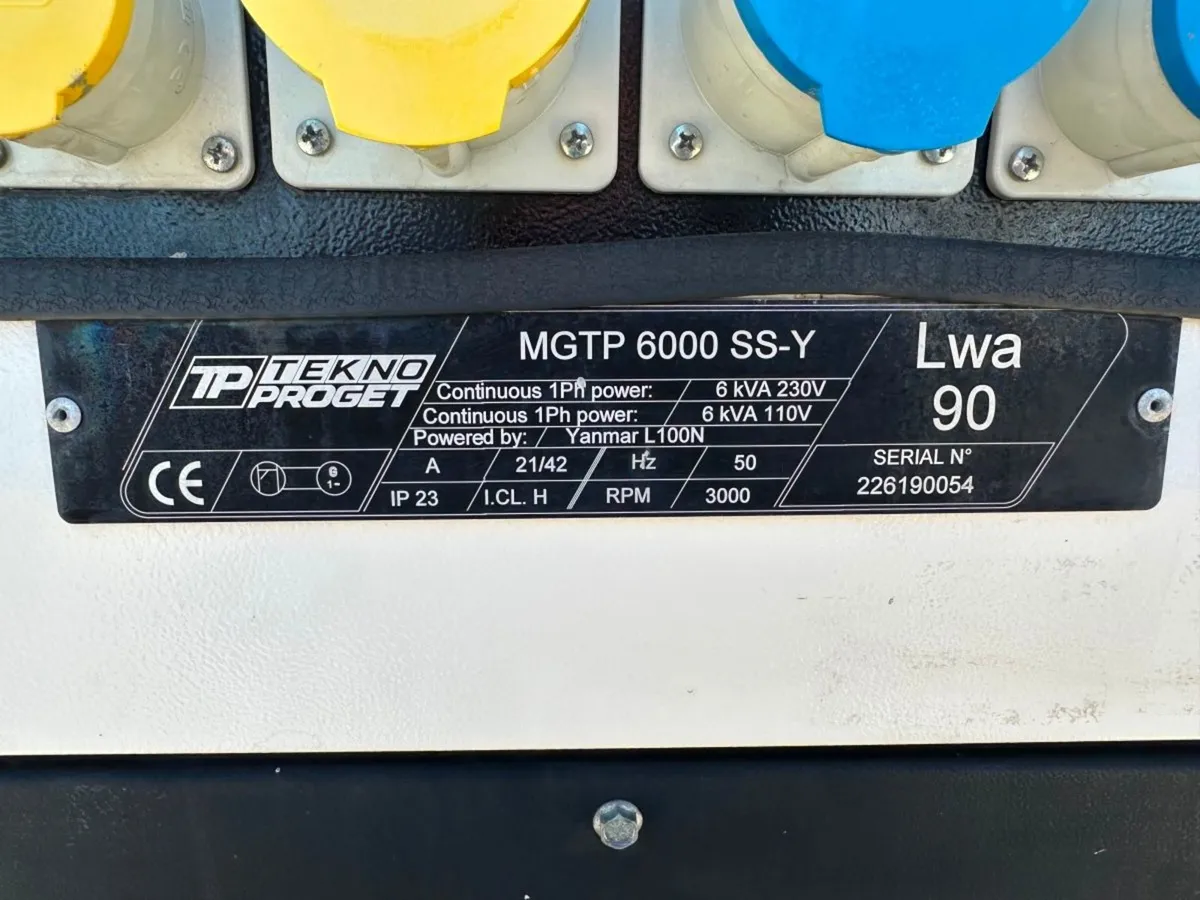 TP TEKNO
PROGET
MGTP 6000 SS-Y
Continuous 1Ph power: 6 kVA 230V
Continuous 1Ph power: 6 kVA 110V
Powered by: Yanmar L100N
A 21/42 Hz 50
IP 23 I.CL. H RPM 3000
CE
G
1~
Lwa
90
SERIAL N°
226190054